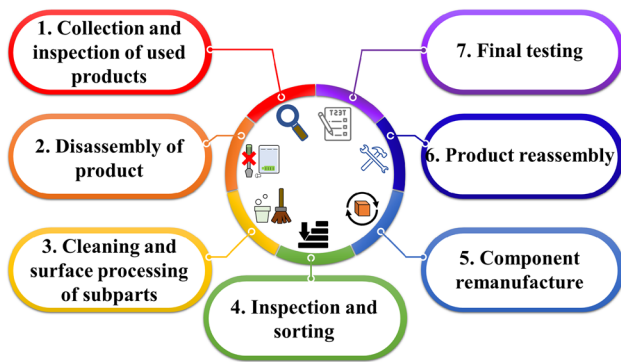 1. Collection and
inspection of used
products
2. Disassembly of
product
3. Cleaning and
surface processing
of subparts
4. Inspection and
sorting
5. Component
remanufacture
6. Product reassembly
7. Final testing
TEST